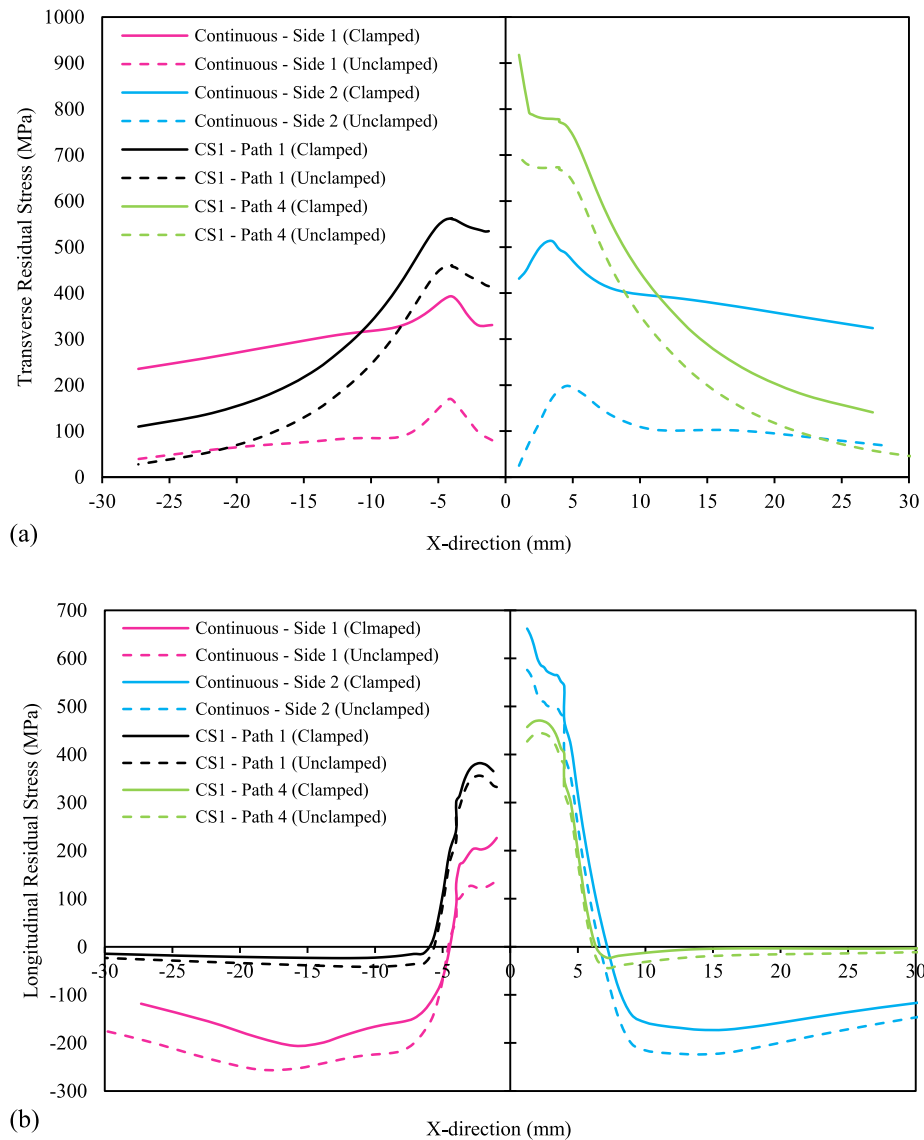 1000
900
800
700
600
500
400
300
200
100
0
Transverse Residual Stress (MPa)
Continuous - Side 1 (Clamped)
Continuous - Side 1 (Unclamped)
Continuous - Side 2 (Clamped)
Continuous - Side 2 (Unclamped)
CS1 - Path 1 (Clamped)
CS1 - Path 1 (Unclamped)
CS1 - Path 4 (Clamped)
CS1 - Path 4 (Unclamped)
-30 -25 -20 -15 -10 -5 0 5 10 15 20 25 30
(a)
X-direction (mm)
700
600
500
400
300
200
100
0
-100
-200
-300
Longitudinal Residual Stress (MPa)
Continuous - Side 1 (Clmaped)
Continuous - Side 1 (Unclamped)
Continuous - Side 2 (Clamped)
Continuos - Side 2 (Unclamped)
CS1 - Path 1 (Clamped)
CS1 - Path 1 (Unclamped)
CS1 - Path 4 (Clamped)
CS1 - Path 4 (Unclamped)
-30 -25 -20 -15 -10 -5 0 5 10 15 20 25 30
(b)
X-direction (mm)